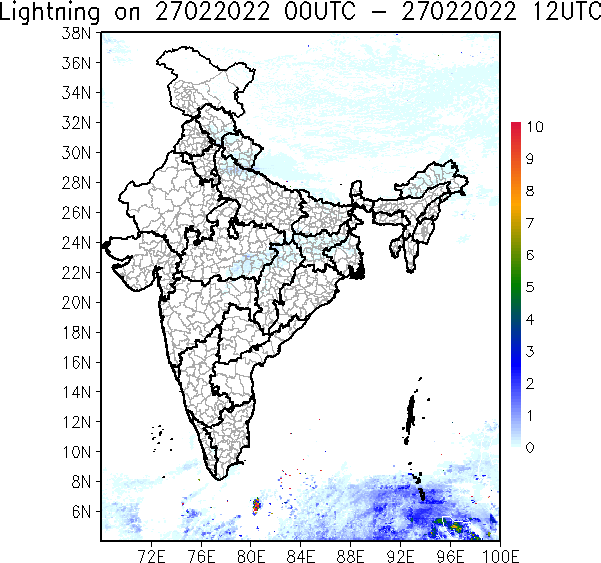 Lightning on 27022022 00UTC – 27022022 12UTC
38N
36N
34N
32N
30N
28N
26N
24N
22N
20N
18N
16N
14N
12N
10N
8N
6N
72E 76E 80E 84E 88E 92E 96E 100E
10
9
8
7
6
5
4
3
2
1
0